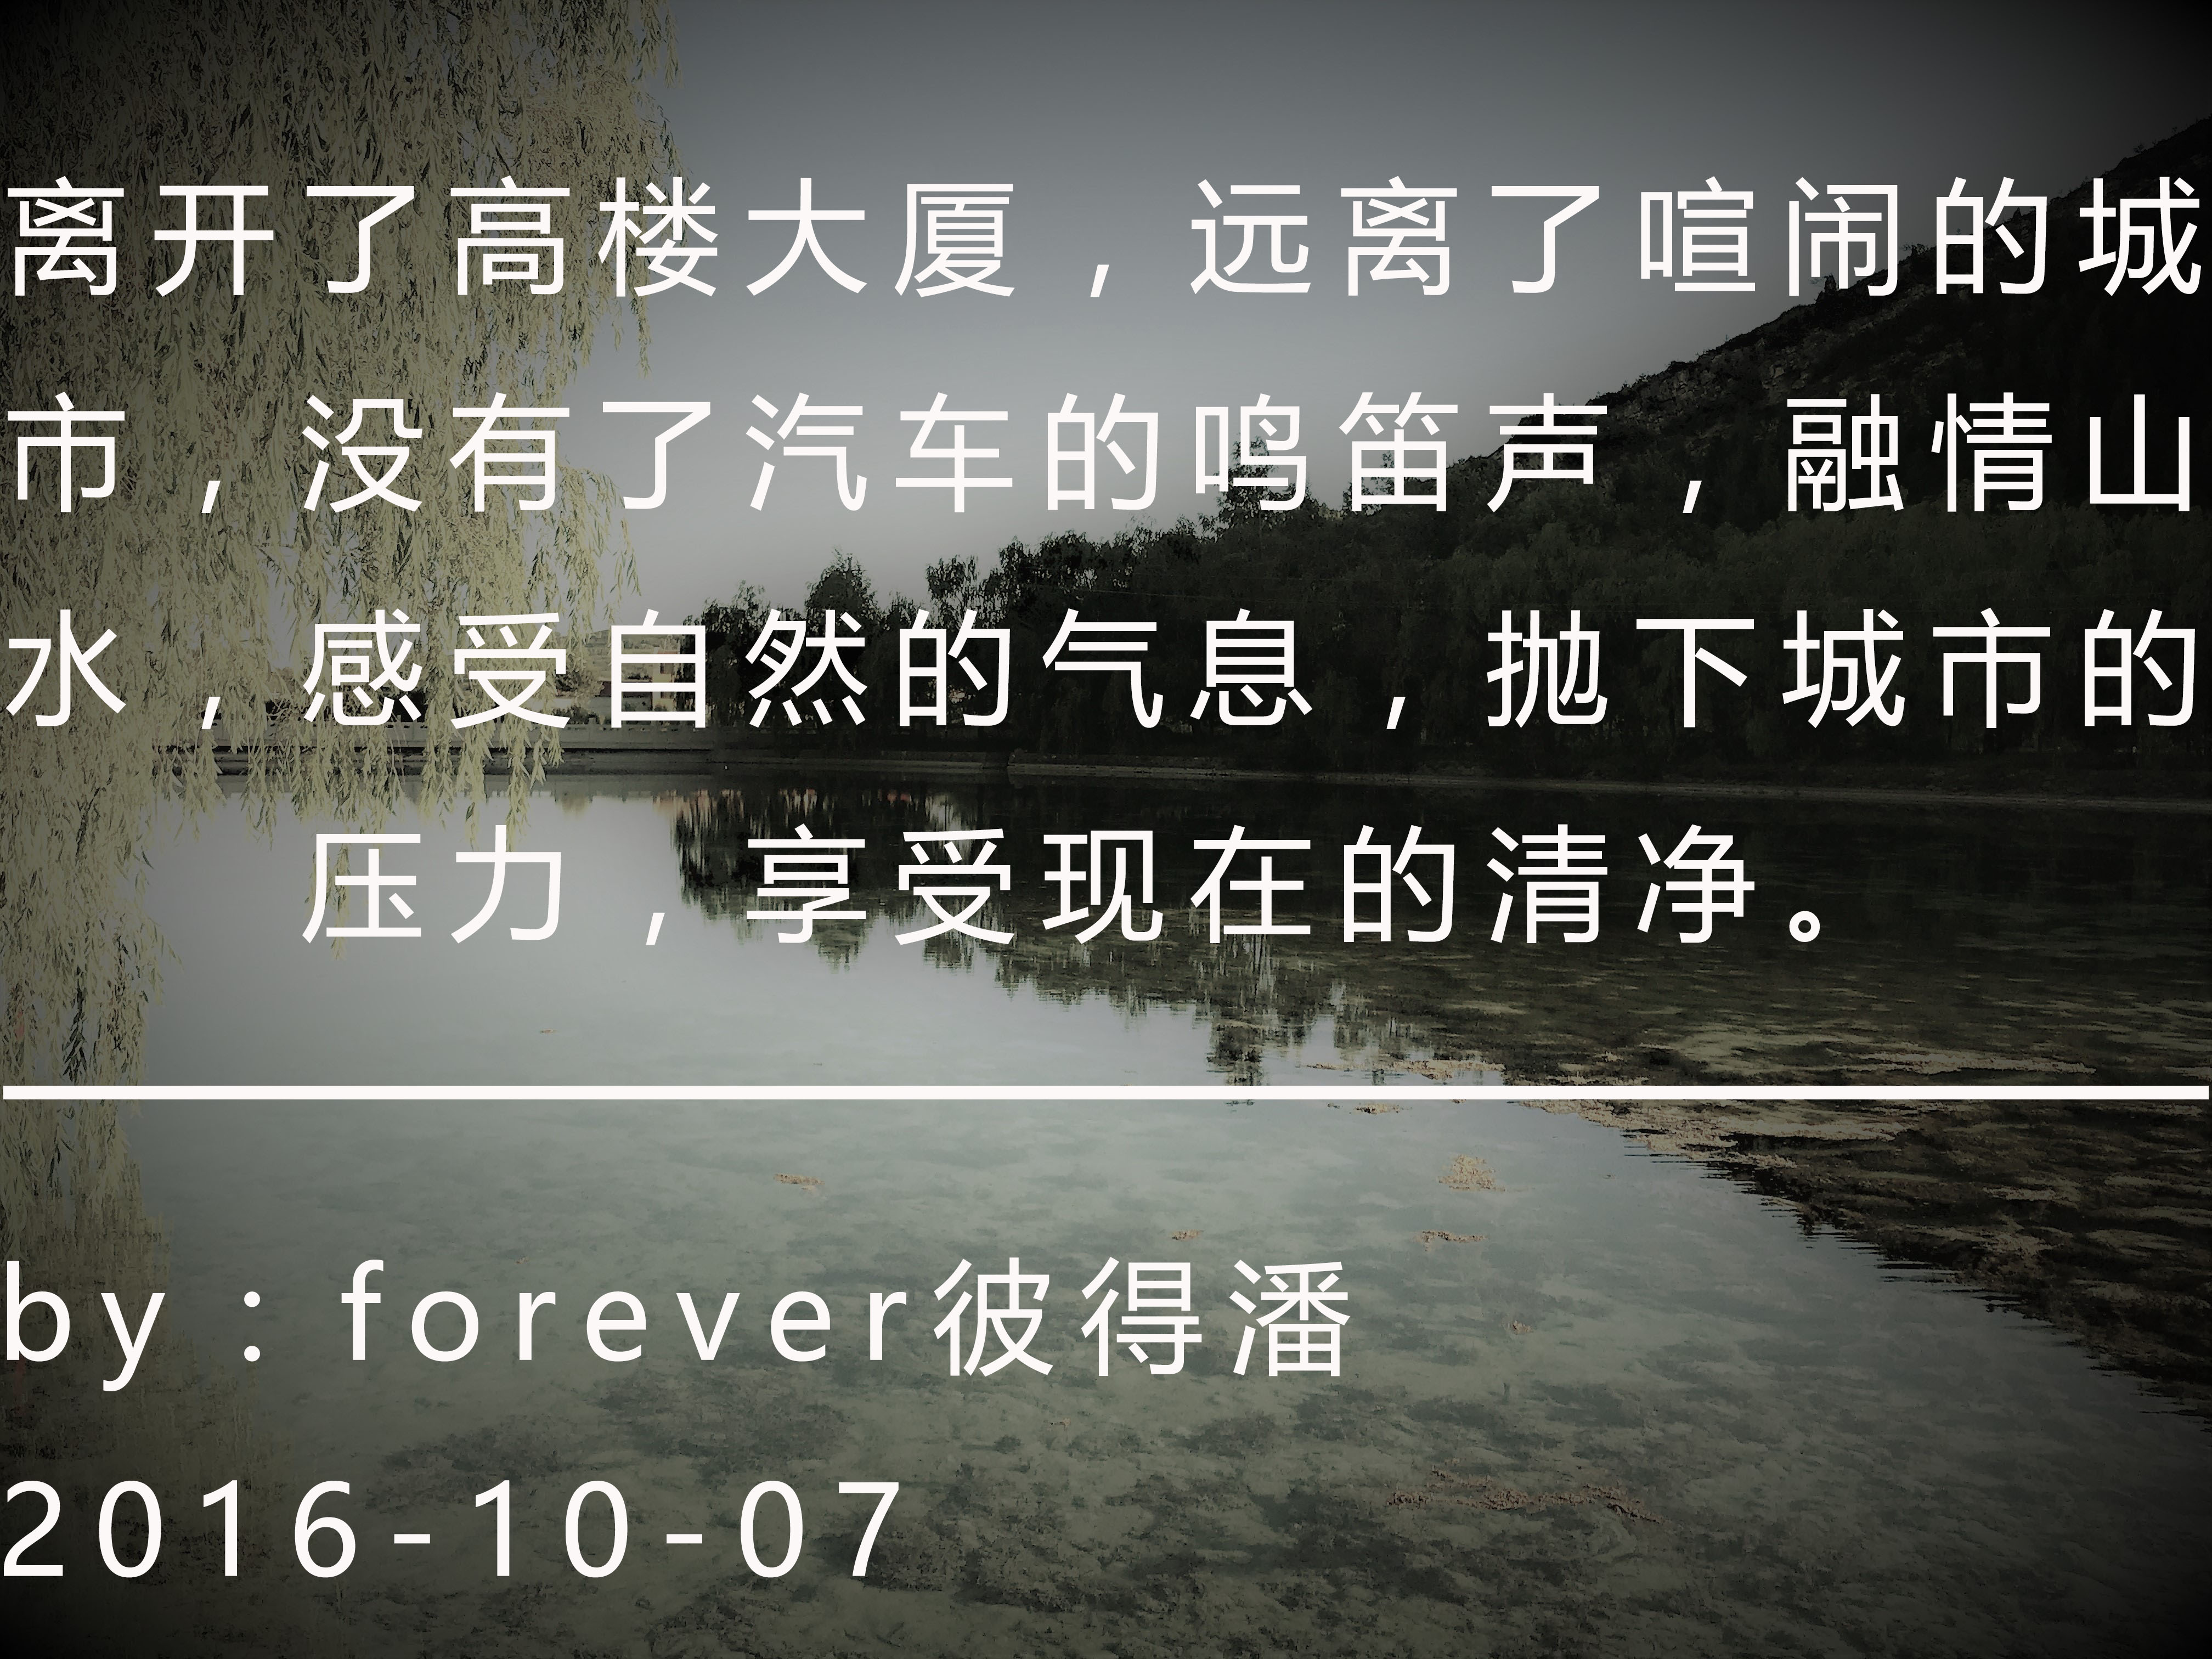 离开了高楼大厦，远离了喧闹的城
市，没有了汽车的鸣笛声，融情山
水，感受自然的气息，抛下城市的
压力，享受现在的清净。
by：forever彼得潘
2016-10-07